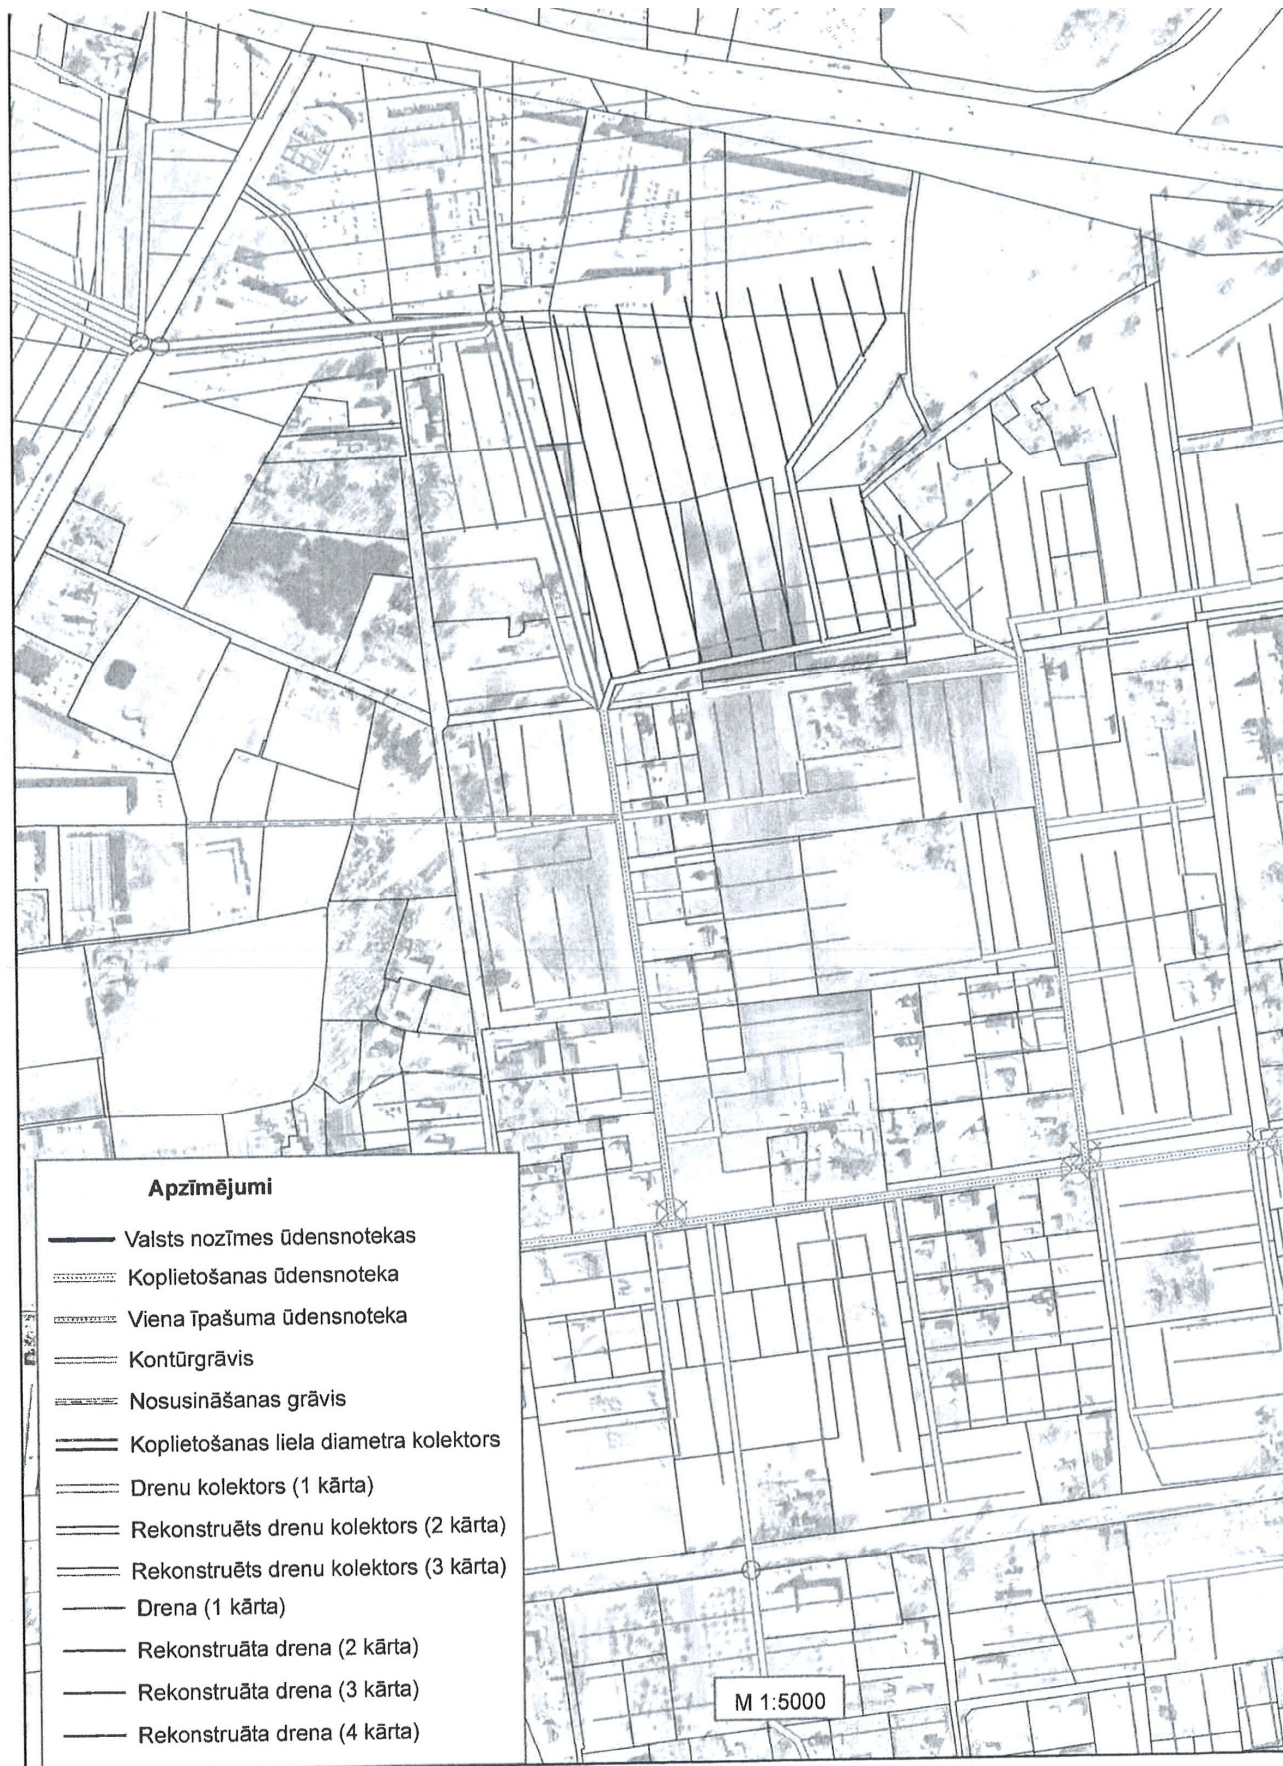 Apzīmējumi
Valsts nozīmes ūdensnotekas
Koplietošanas ūdensnoteka
Viena īpašuma ūdensnoteka
Kontūrgrāvis
Nosusināšanas grāvis
Koplietošanas liela diametra kolektors
Drenu kolektors (1 kārta)
Rekonstruēts drenu kolektors (2 kārta)
Rekonstruēts drenu kolektors (3 kārta)
Drena (1 kārta)
Rekonstruāta drena (2 kārta)
Rekonstruāta drena (3 kārta)
Rekonstruāta drena (4 kārta)
M 1:5000